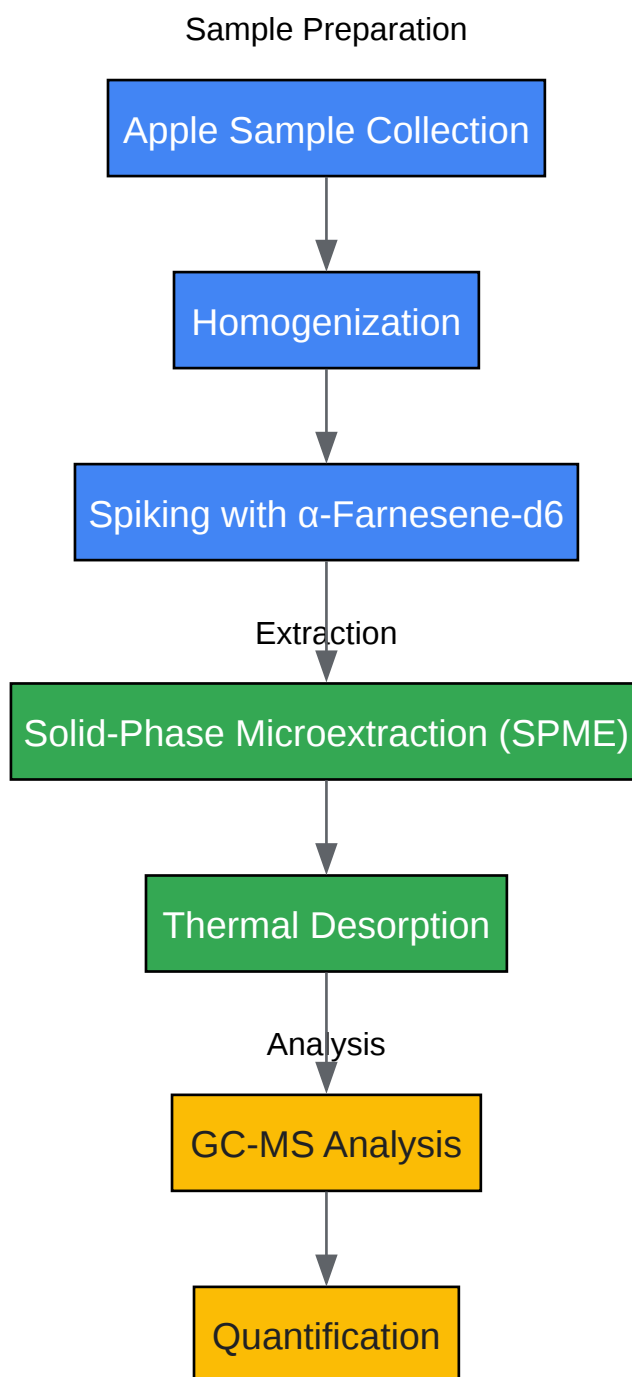 Sample Preparation
Apple Sample Collection
Homogenization
Spiking with α-Farnesene-d6
Extraction
Solid-Phase Microextraction (SPME)
Thermal Desorption
Analysis
GC-MS Analysis
Quantification